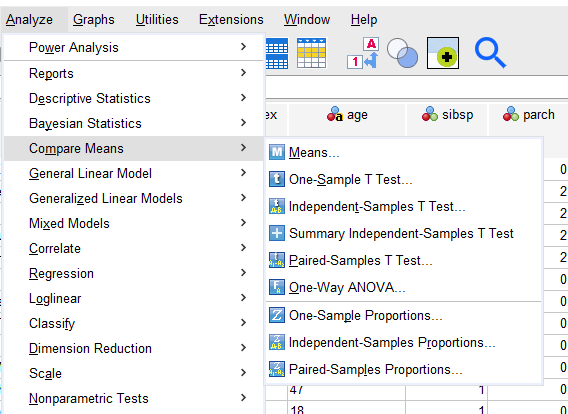 Analyze Graphs Utilities Extensions Window Help
Power Analysis
Reports
Descriptive Statistics
Bayesian Statistics
Compare Means
General Linear Model
Generalized Linear Models
Mixed Models
Correlate
Regression
Loglinear
Classify
Dimension Reduction
Scale
Nonparametric Tests
ex age sibsp parch
Means...
One-Sample T Test...
Independent-Samples T Test...
Summary Independent-Samples T Test
Paired-Samples T Test...
One-Way ANOVA...
One-Sample Proportions...
Independent-Samples Proportions...
Paired-Samples Proportions...
0
2
2
2
2
0
0
0
0
47 1 0
18 1 0